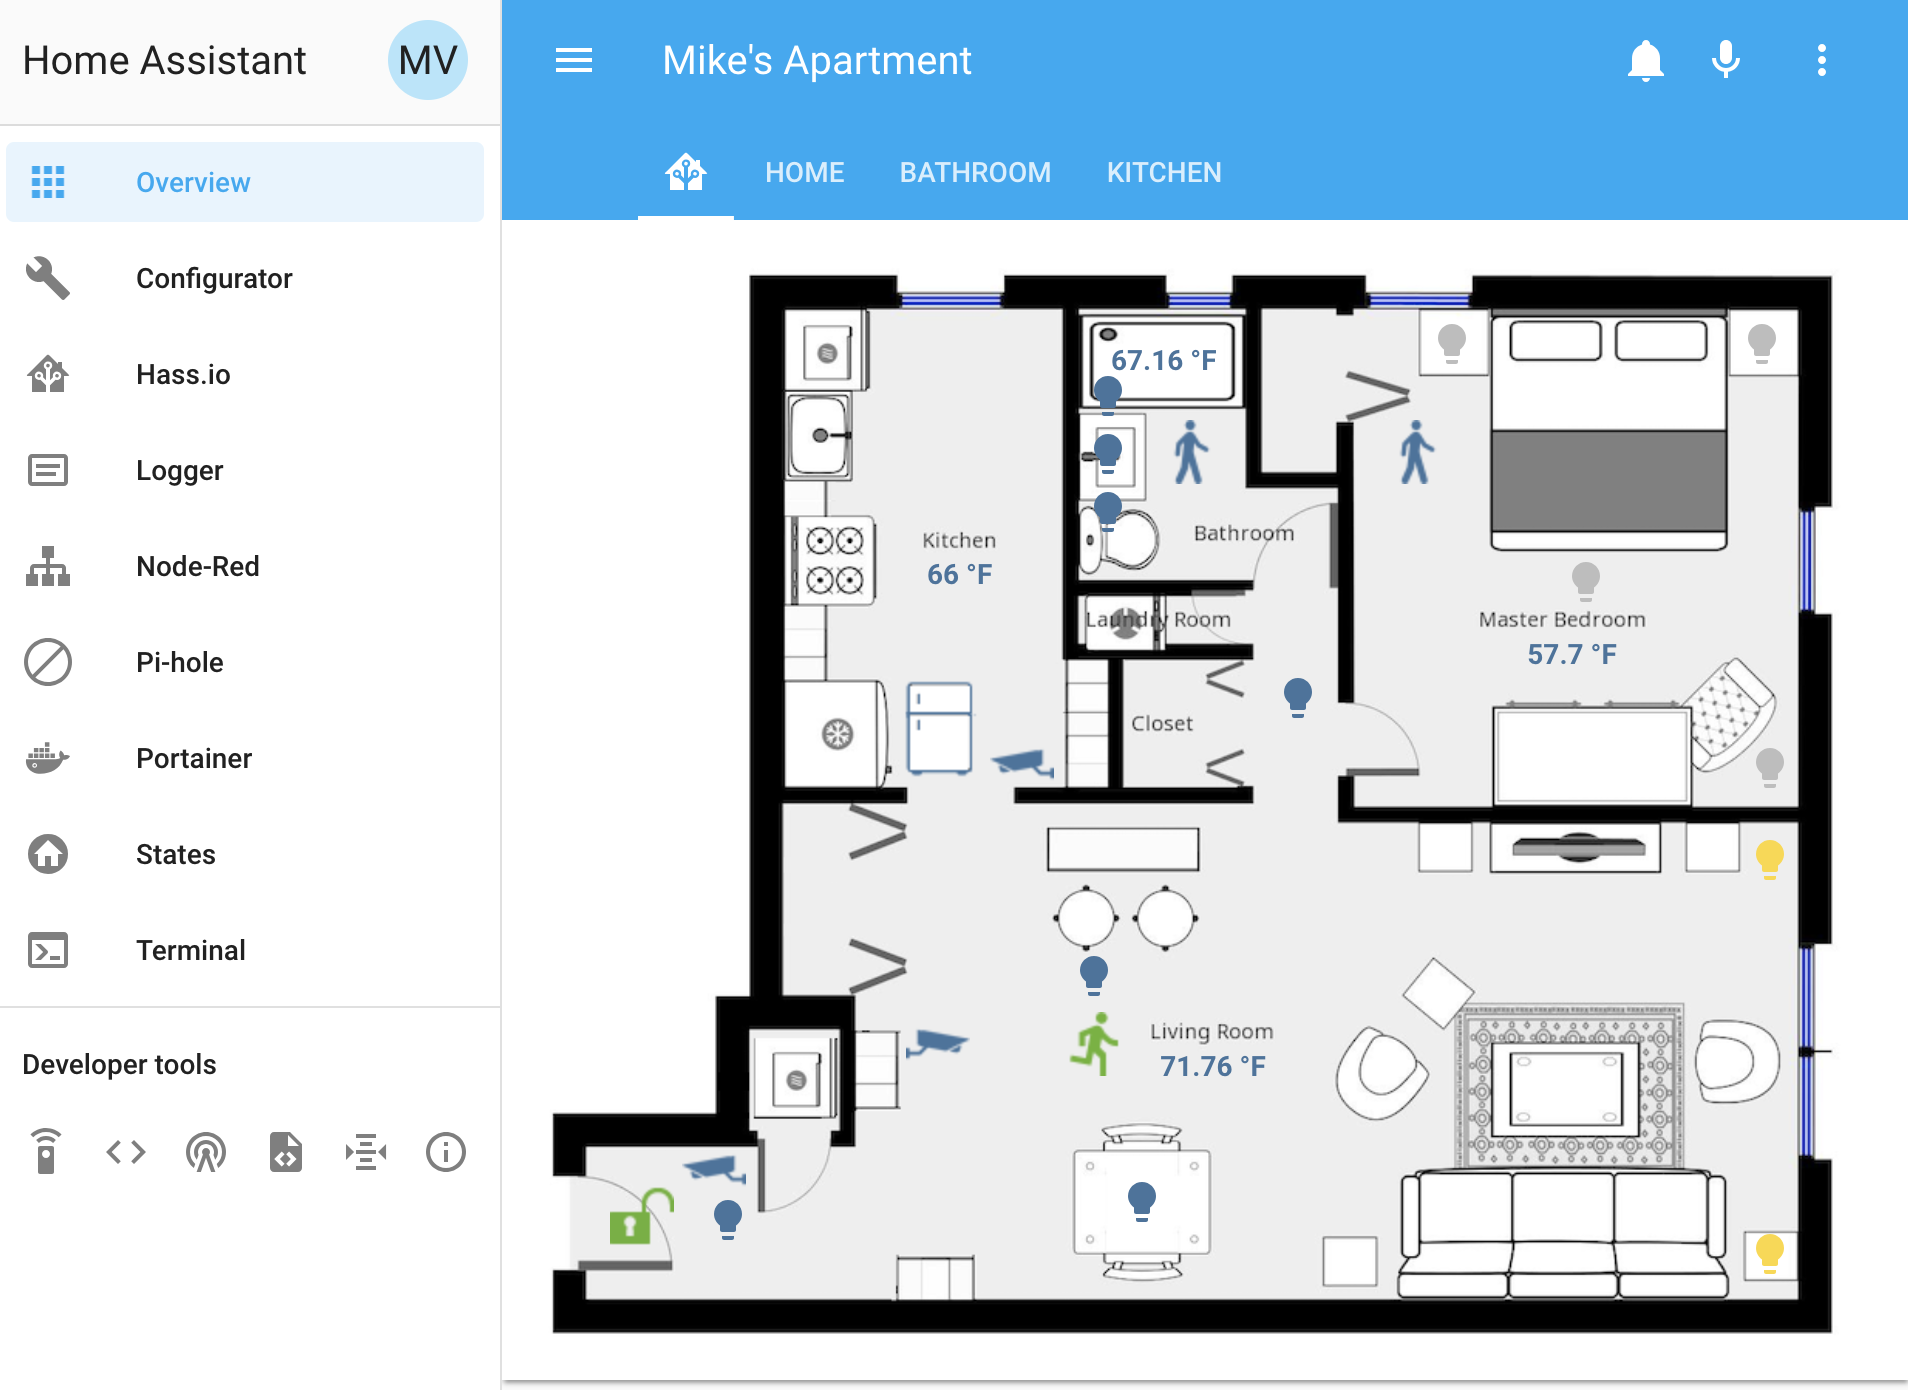 Home Assistant
MV
Mike's Apartment
HOME
BATHROOM
KITCHEN
Overview
Configurator
Hass.io
Logger
Node-Red
Pi-hole
Portainer
States
Terminal
Developer tools
67.16 °F
Kitchen
66 °F
Bathroom
Laundry Room
Master Bedroom
57.7 °F
Closet
Living Room
71.76 °F